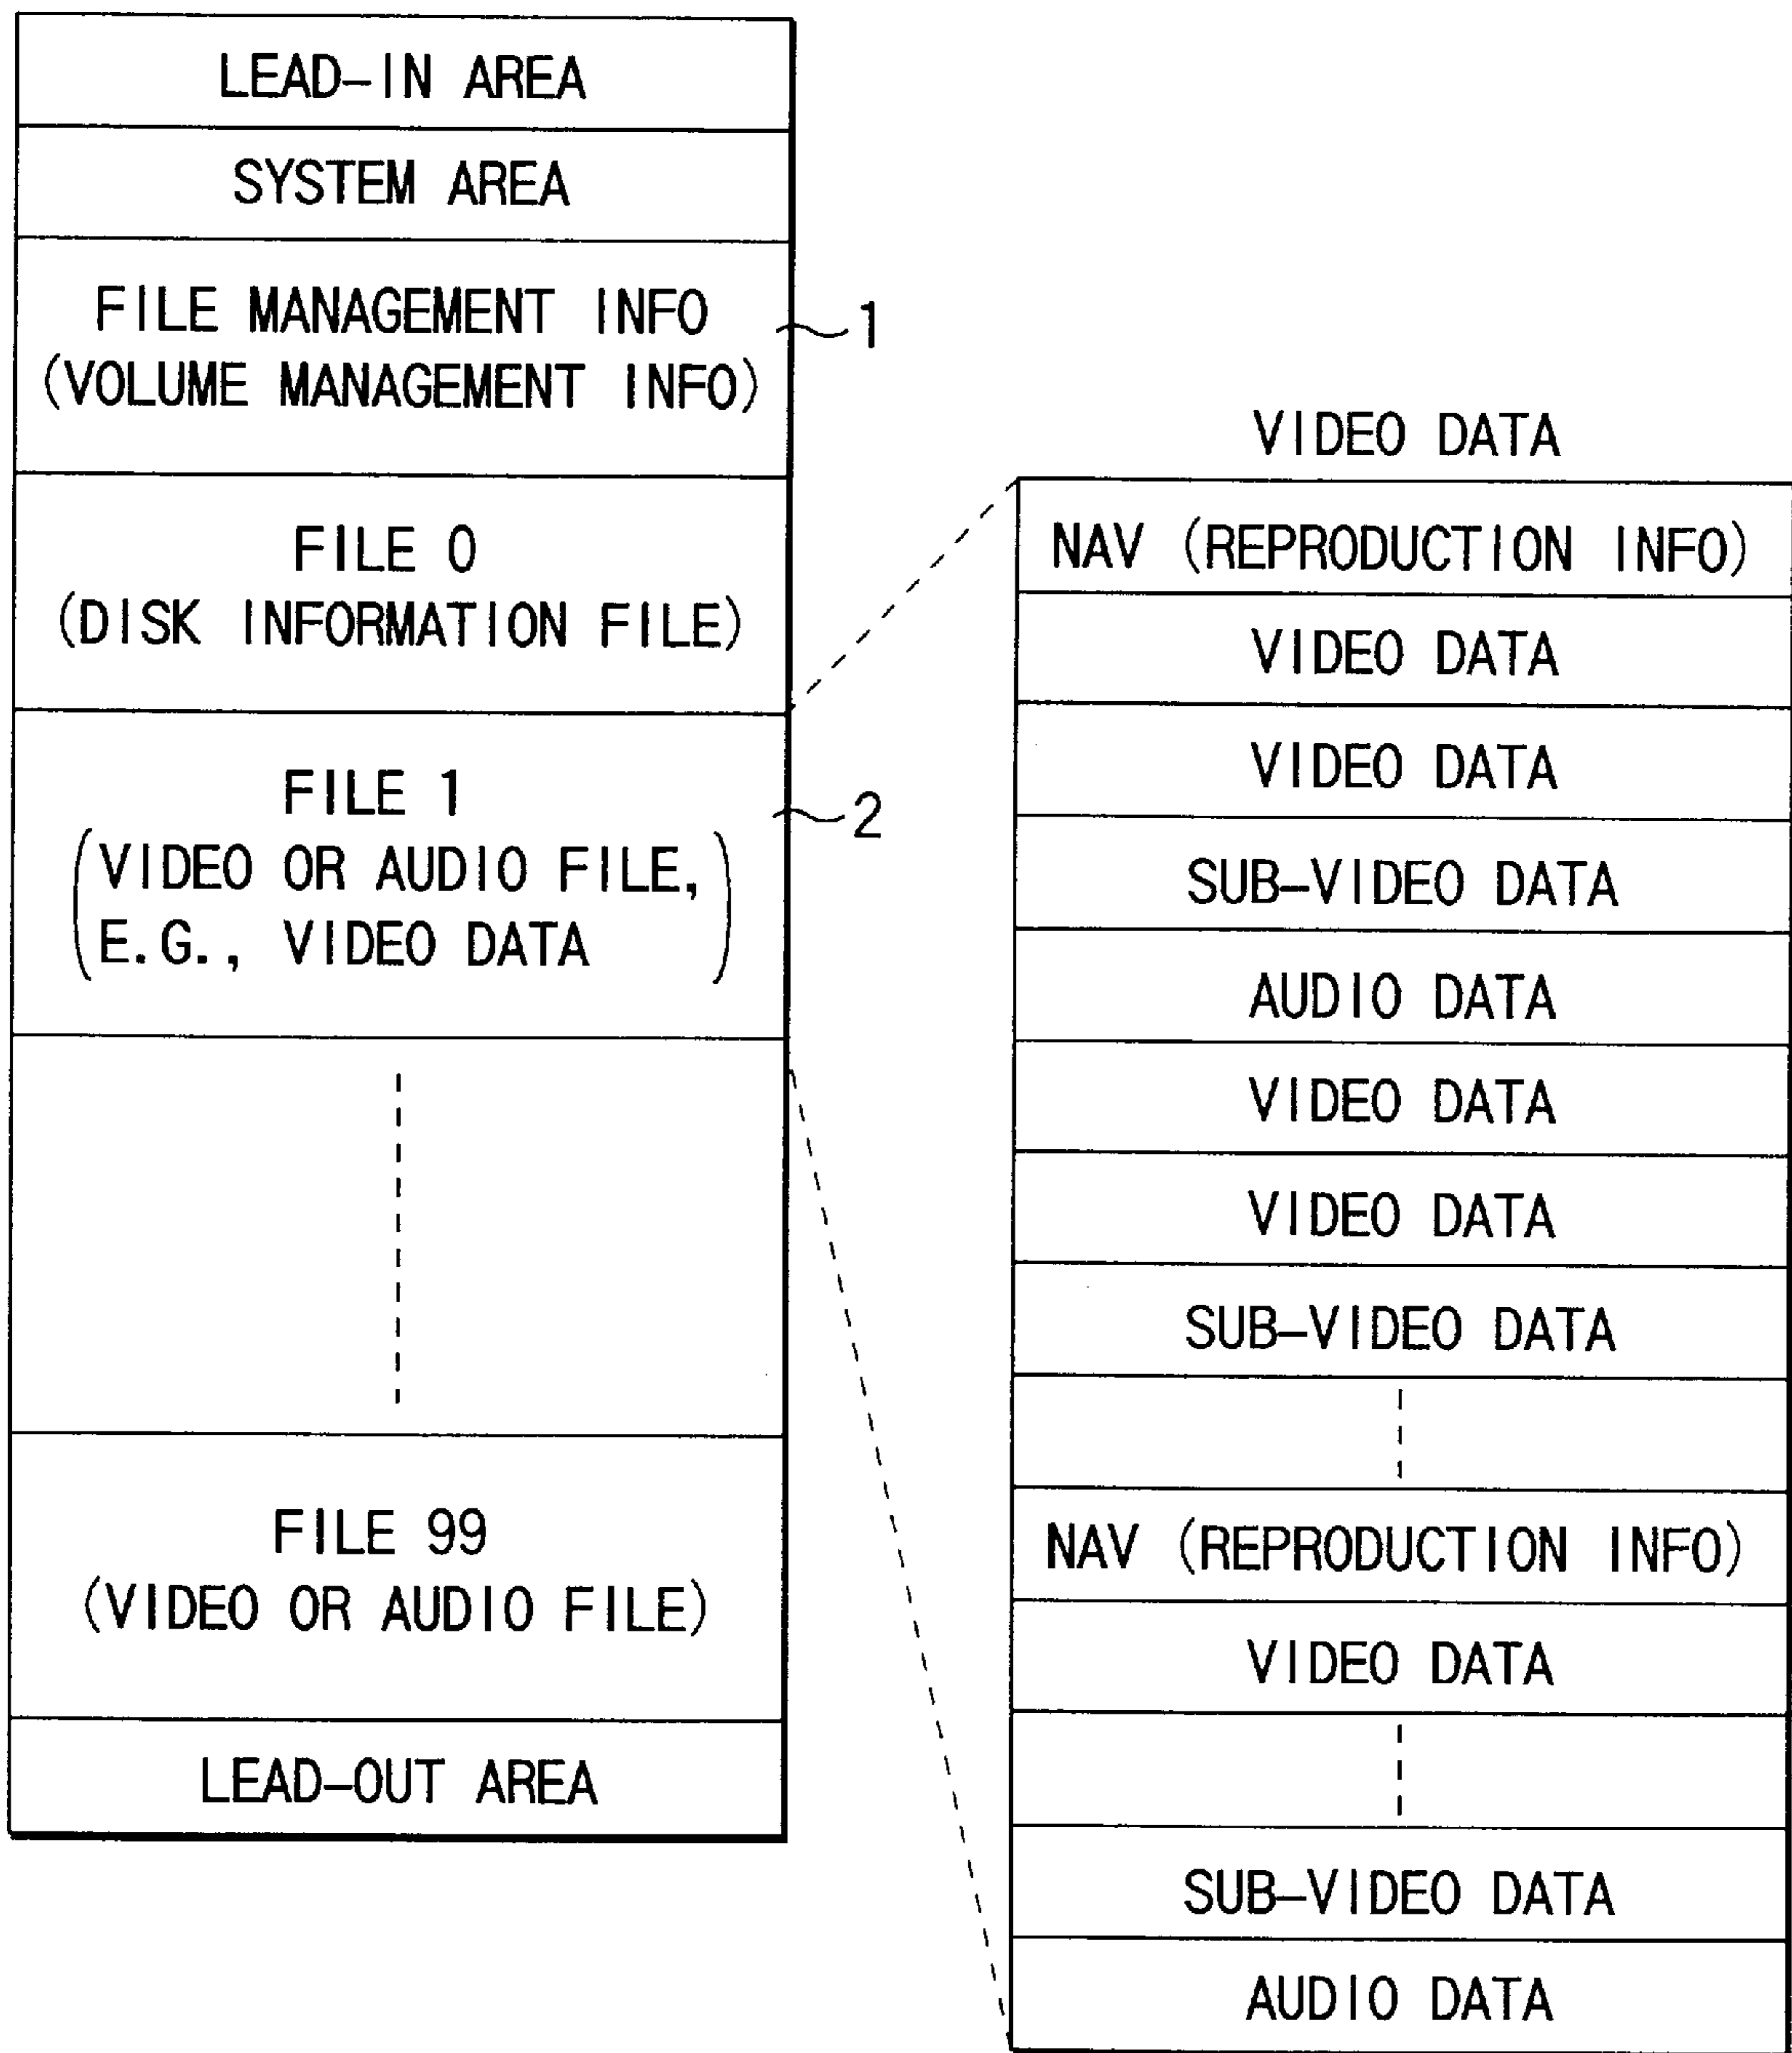 LEAD-IN AREA
SYSTEM AREA
FILE MANAGEMENT INFO
(VOLUME MANAGEMENT INFO)
1
FILE 0
(DISK INFORMATION FILE)
FILE 1
(VIDEO OR AUDIO FILE,
E.G., VIDEO DATA)
2
FILE 99
(VIDEO OR AUDIO FILE)
LEAD-OUT AREA
VIDEO DATA
NAV (REPRODUCTION INFO)
VIDEO DATA
VIDEO DATA
SUB-VIDEO DATA
AUDIO DATA
VIDEO DATA
VIDEO DATA
SUB-VIDEO DATA
NAV (REPRODUCTION INFO)
VIDEO DATA
SUB-VIDEO DATA
AUDIO DATA